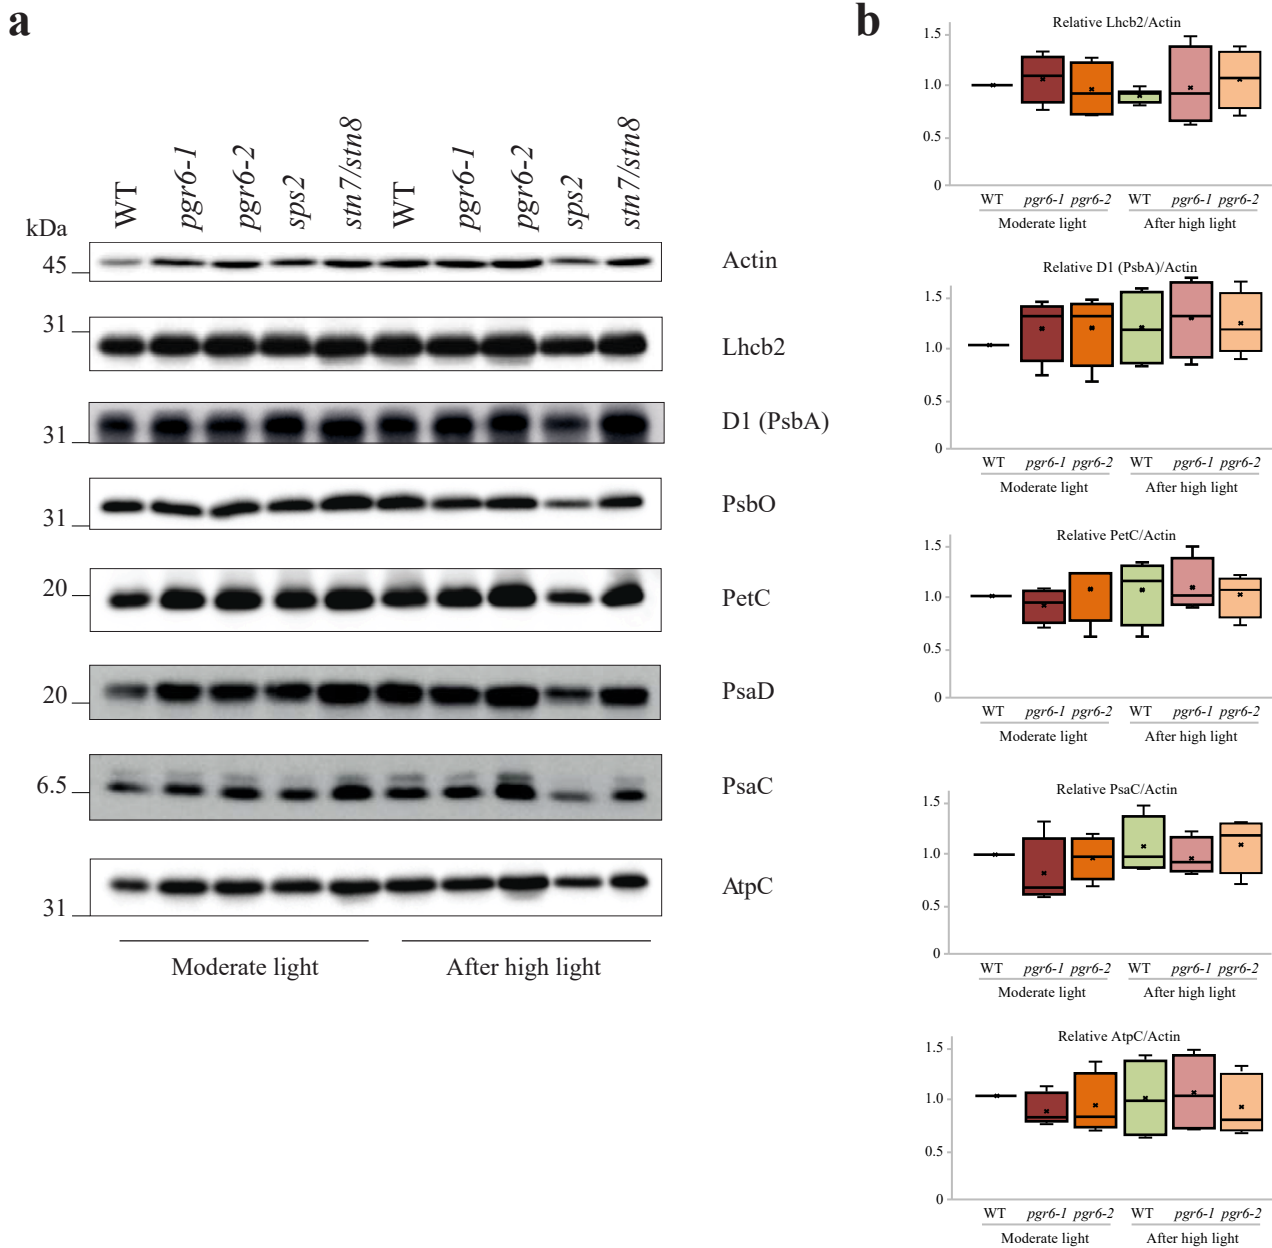 a
WT pgr6-1 pgr6-2 sps2 stn7/stn8 WT pgr6-1 pgr6-2 sps2 stn7/stn8
kDa
45 Actin
31 Lhcb2
31 D1 (PsbA)
31 PsbO
20 PetC
20 PsaD
6.5 PsaC
31 AtpC
Moderate light After high light
b
Relative Lhcb2/Actin
1.5
1.0
0.5
0
WT pgr6-1 pgr6-2 WT pgr6-1 pgr6-2
Moderate light After high light
Relative D1 (PsbA)/Actin
1.5
1.0
0.5
0
WT pgr6-1 pgr6-2 WT pgr6-1 pgr6-2
Moderate light After high light
Relative PetC/Actin
1.5
1.0
0.5
0
WT pgr6-1 pgr6-2 WT pgr6-1 pgr6-2
Moderate light After high light
Relative PsaC/Actin
1.5
1.0
0.5
0
WT pgr6-1 pgr6-2 WT pgr6-1 pgr6-2
Moderate light After high light
Relative AtpC/Actin
1.5
1.0
0.5
0
WT pgr6-1 pgr6-2 WT pgr6-1 pgr6-2
Moderate light After high light